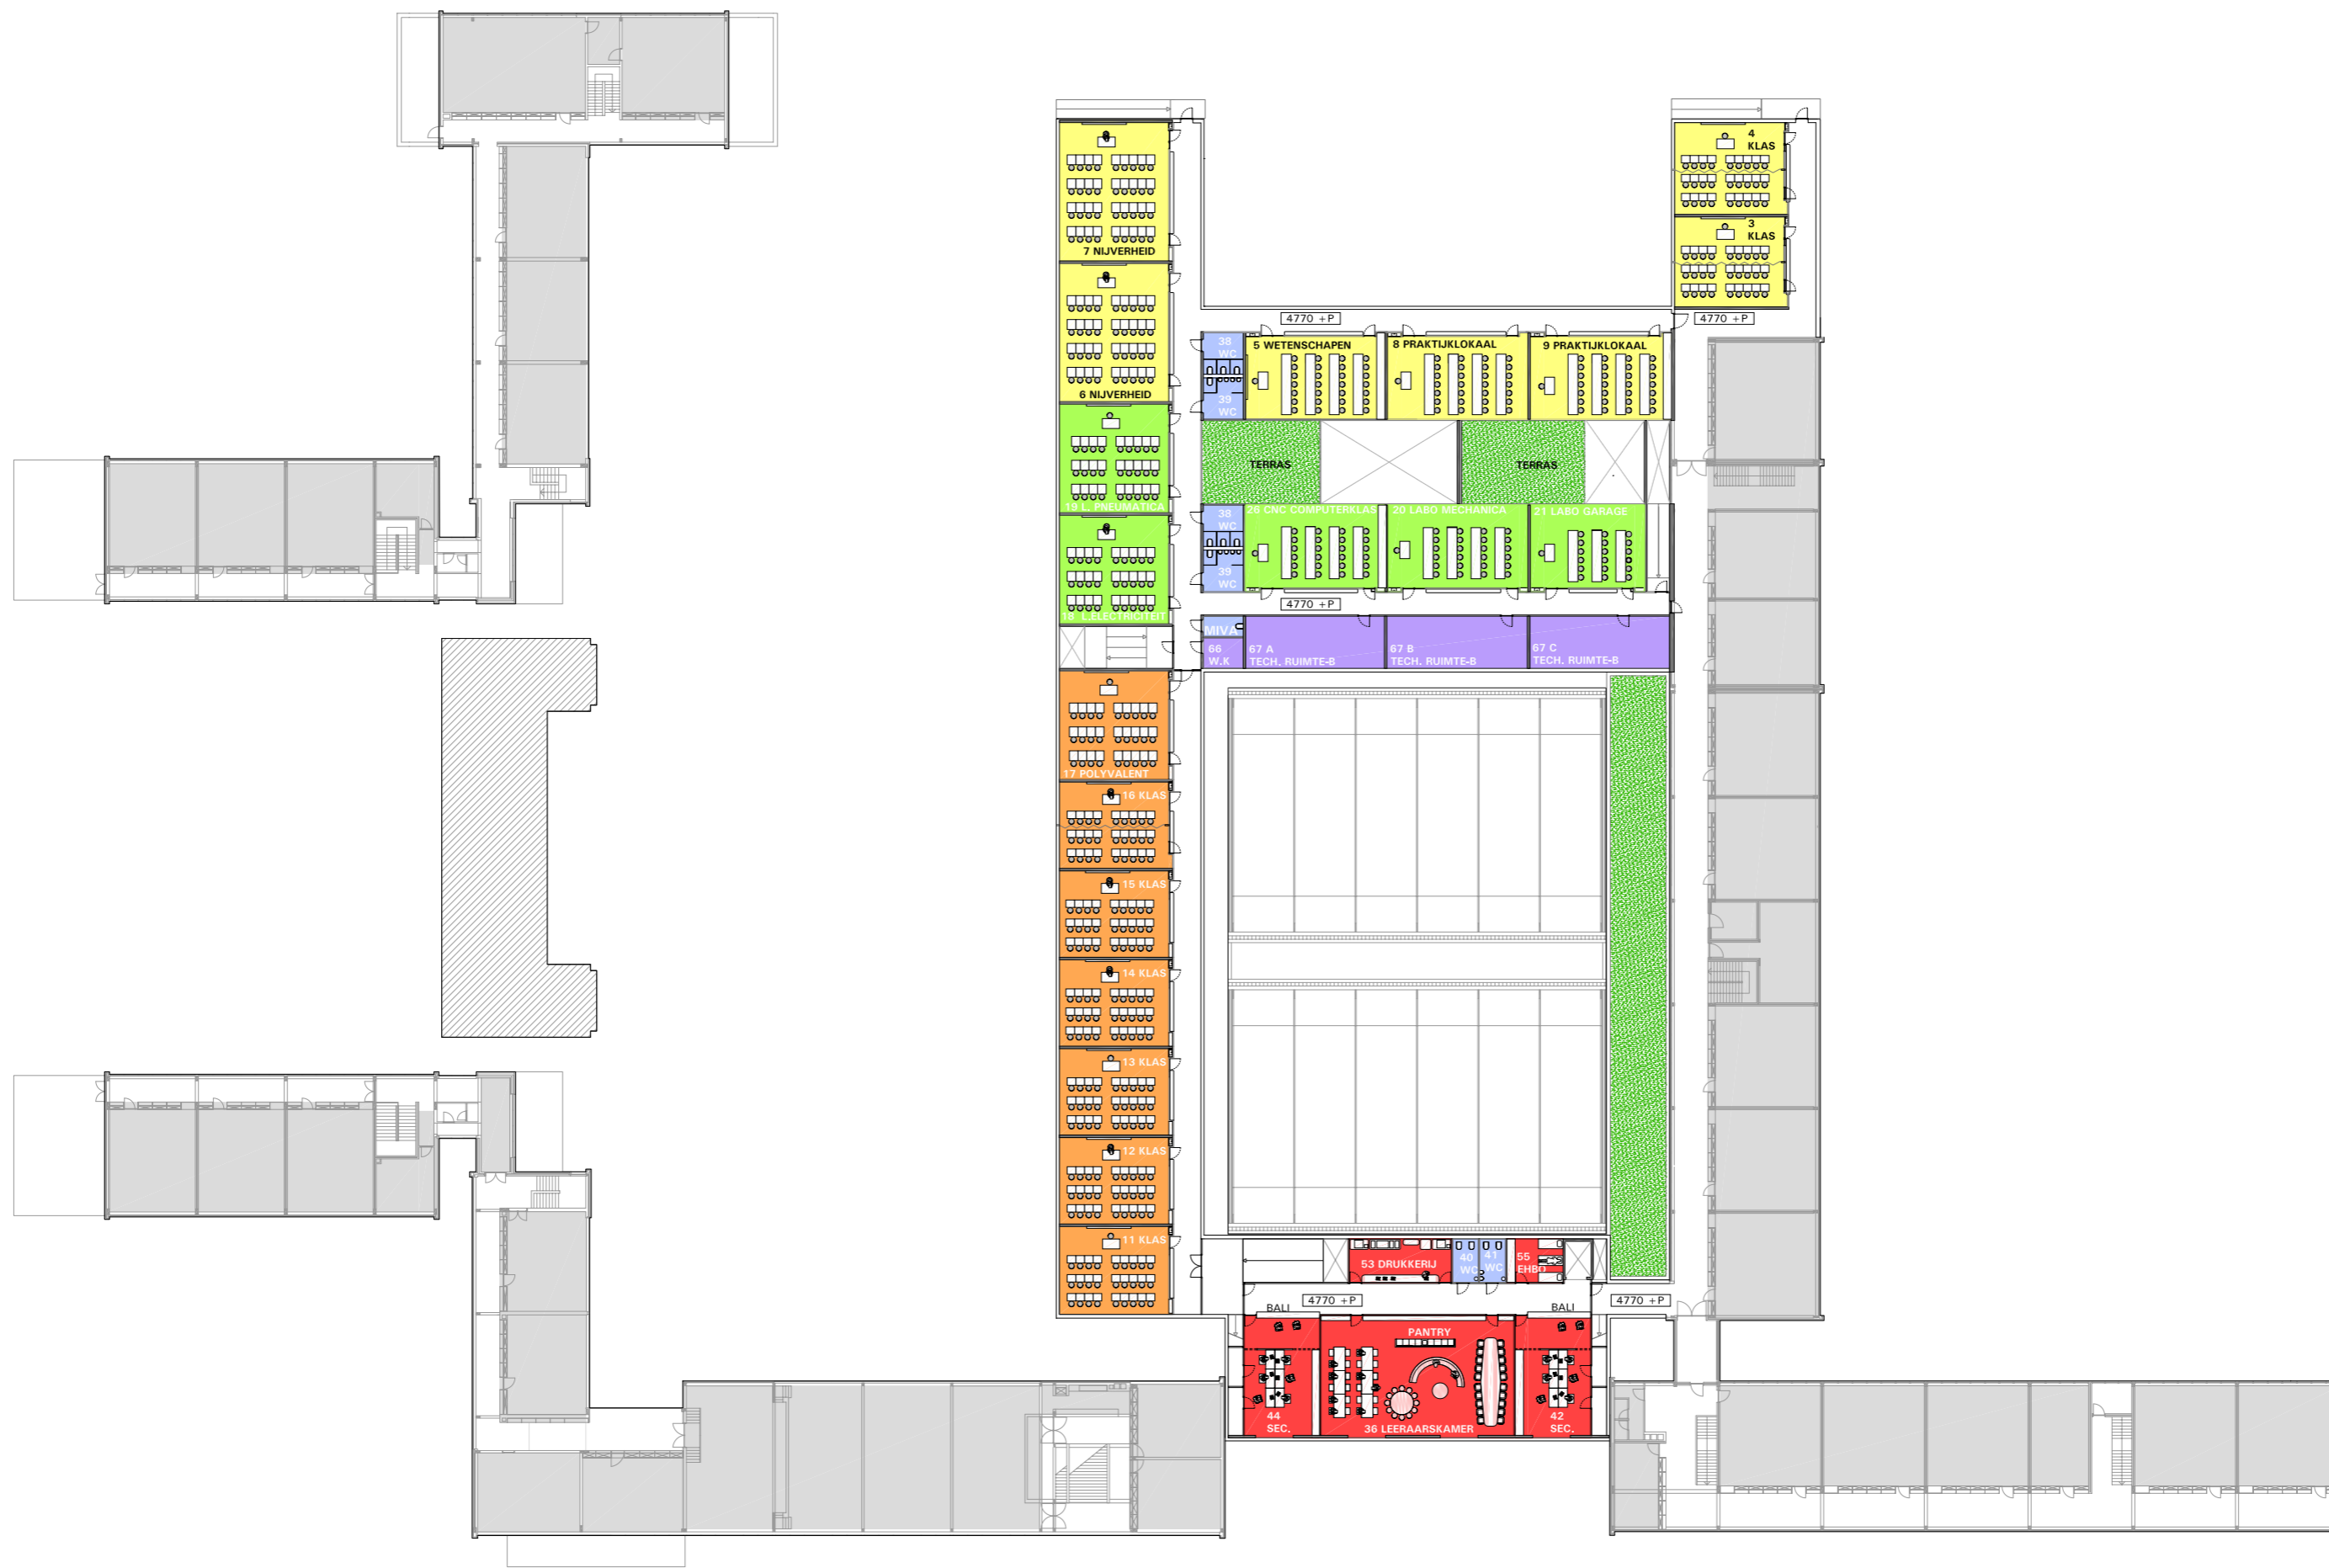 4
KLAS
3
KLAS
7 NIJVERHEID
6 NIJVERHEID
4770 +P
4770 +P
38
WC
5 WETENSCHAPEN
8 PRAKTIJKLOKAAL
9 PRAKTIJKLOKAAL
39
WC
TERRAS
TERRAS
19 L. PNEUMATICA
38
WC
26 CNC COMPUTERKLAS
20 LABO MECHANICA
21 LABO GARAGE
39
WC
18 L.ELECTRICITEIT
4770 +P
MIVA
66
W.K
67 A
TECH. RUIMTE-B
67 B
TECH. RUIMTE-B
67 C
TECH. RUIMTE-B
17 POLYVALENT
16 KLAS
15 KLAS
14 KLAS
13 KLAS
12 KLAS
11 KLAS
53 DRUKKERIJ
40
WC
41
WC
55
EHBO
4770 +P
4770 +P
BALI
BALI
PANTRY
44
SEC.
36 LEERAARSKAMER
42
SEC.